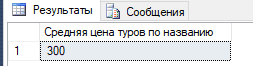 Результаты Сообщения
Средняя цена туров по названию
1 300